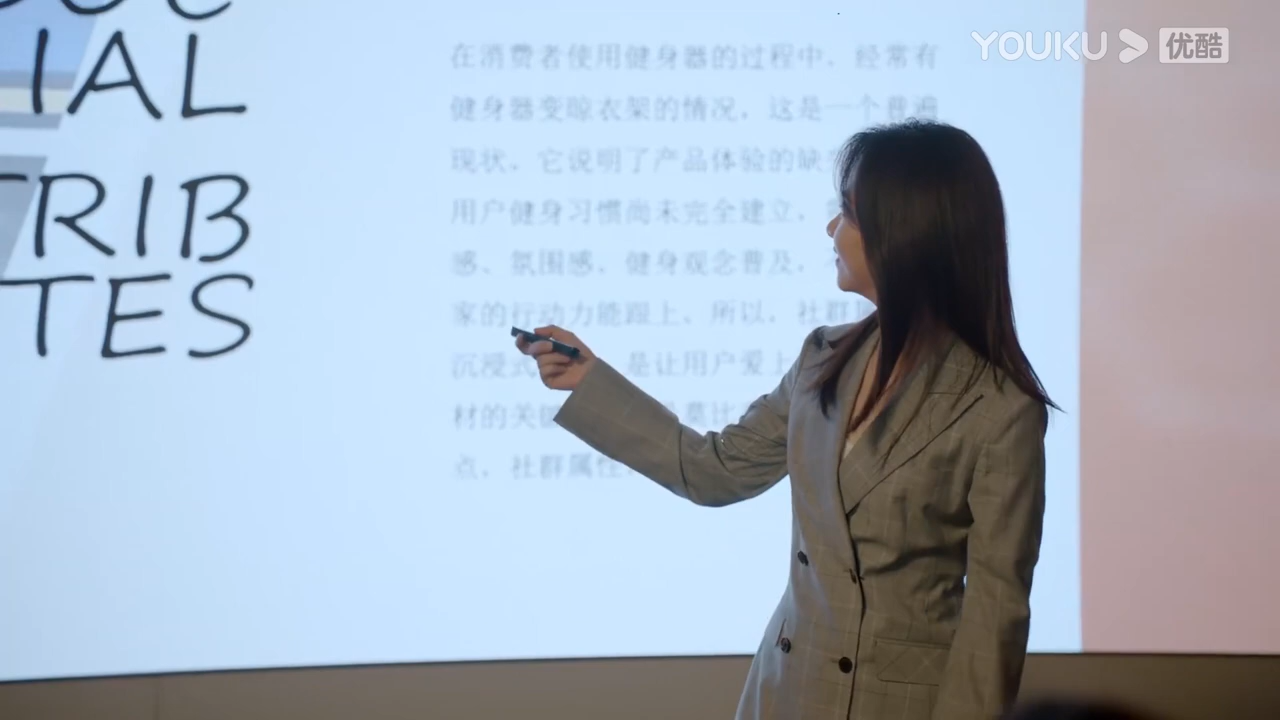 YOUKU 优酷
IAL
TRIB
TES
在消费者使用健身器的过程中，经常有
健身器变晾衣架的情况，这是一个普遍
现状，它说明了产品体验的缺
用户健身习惯尚未完全建立，
感、氛围感，健身观念普及，
家的行动力能跟上，所以，社群
沉浸式 是让用户爱上
材的关键
点，社群属性